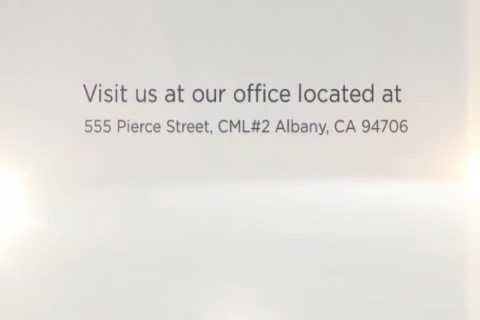 Visit us at our office located at
555 Pierce Street, CML#2 Albany, CA 94706